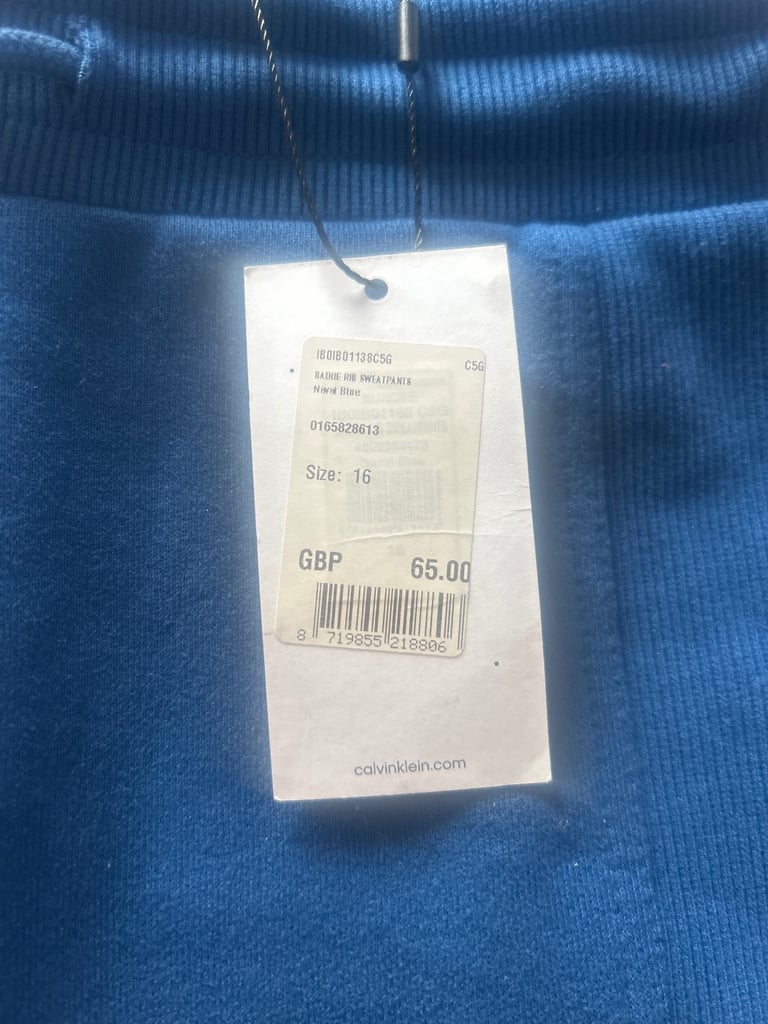 IB0IB01138C5G
C5G
BADGE RIB SWEATPANTS
Naval Blue
0165828613
Size: 16
GBP 65.00
8 719855 218806
calvinklein.com